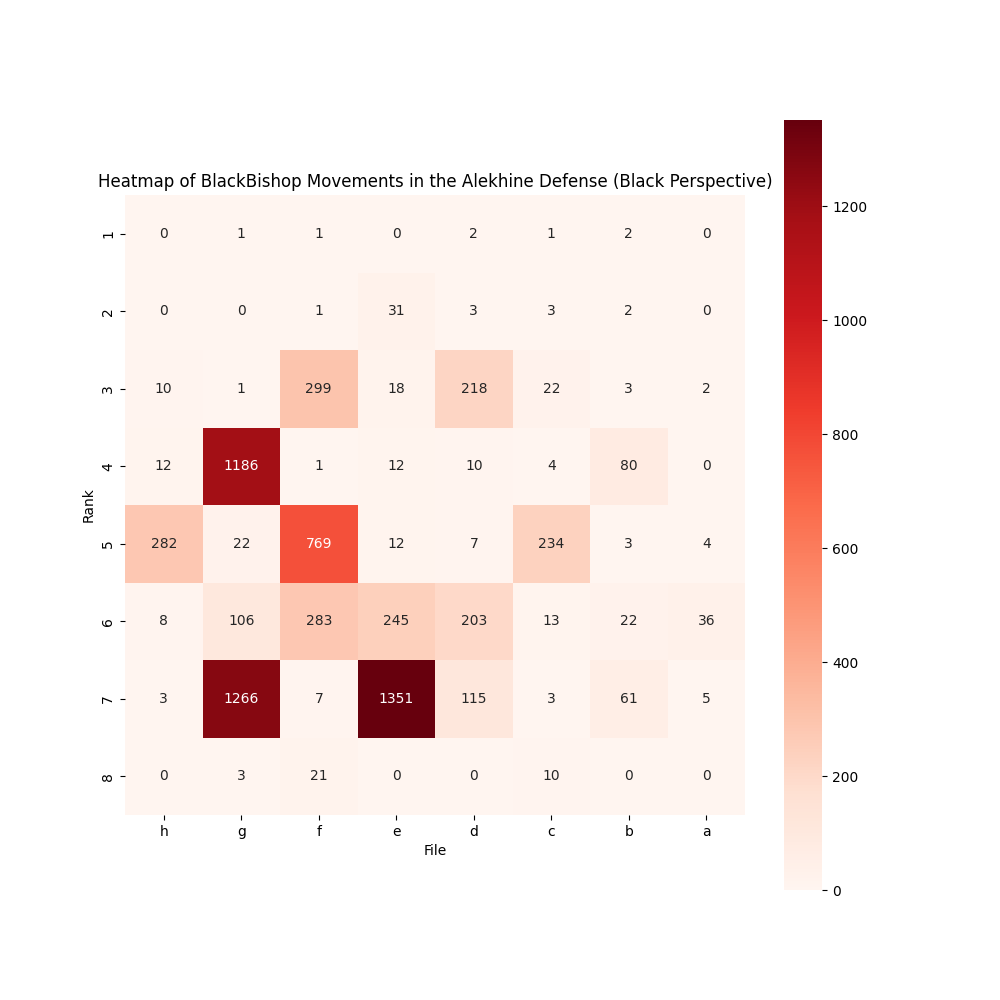 Heatmap of BlackBishop Movements in the Alekhine Defense (Black Perspective)
1 0 1 1 0 2 1 2 0
2 0 0 1 31 3 3 2 0
3 10 1 299 18 218 22 3 2
4 12 1186 1 12 10 4 80 0
5 282 22 769 12 7 234 3 4
6 8 106 283 245 203 13 22 36
7 3 1266 7 1351 115 3 61 5
8 0 3 21 0 0 10 0 0
h g f e d c b a
Rank
File
1200
1000
800
600
400
200
0